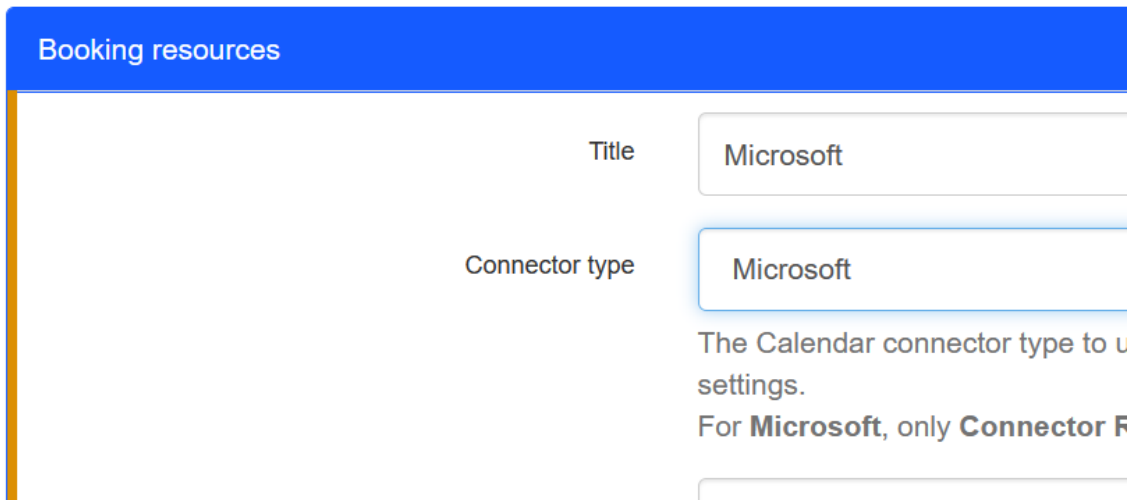 Booking resources
Title
Microsoft
Connector type
Microsoft
The Calendar connector type to
settings.
For Microsoft, only Connector